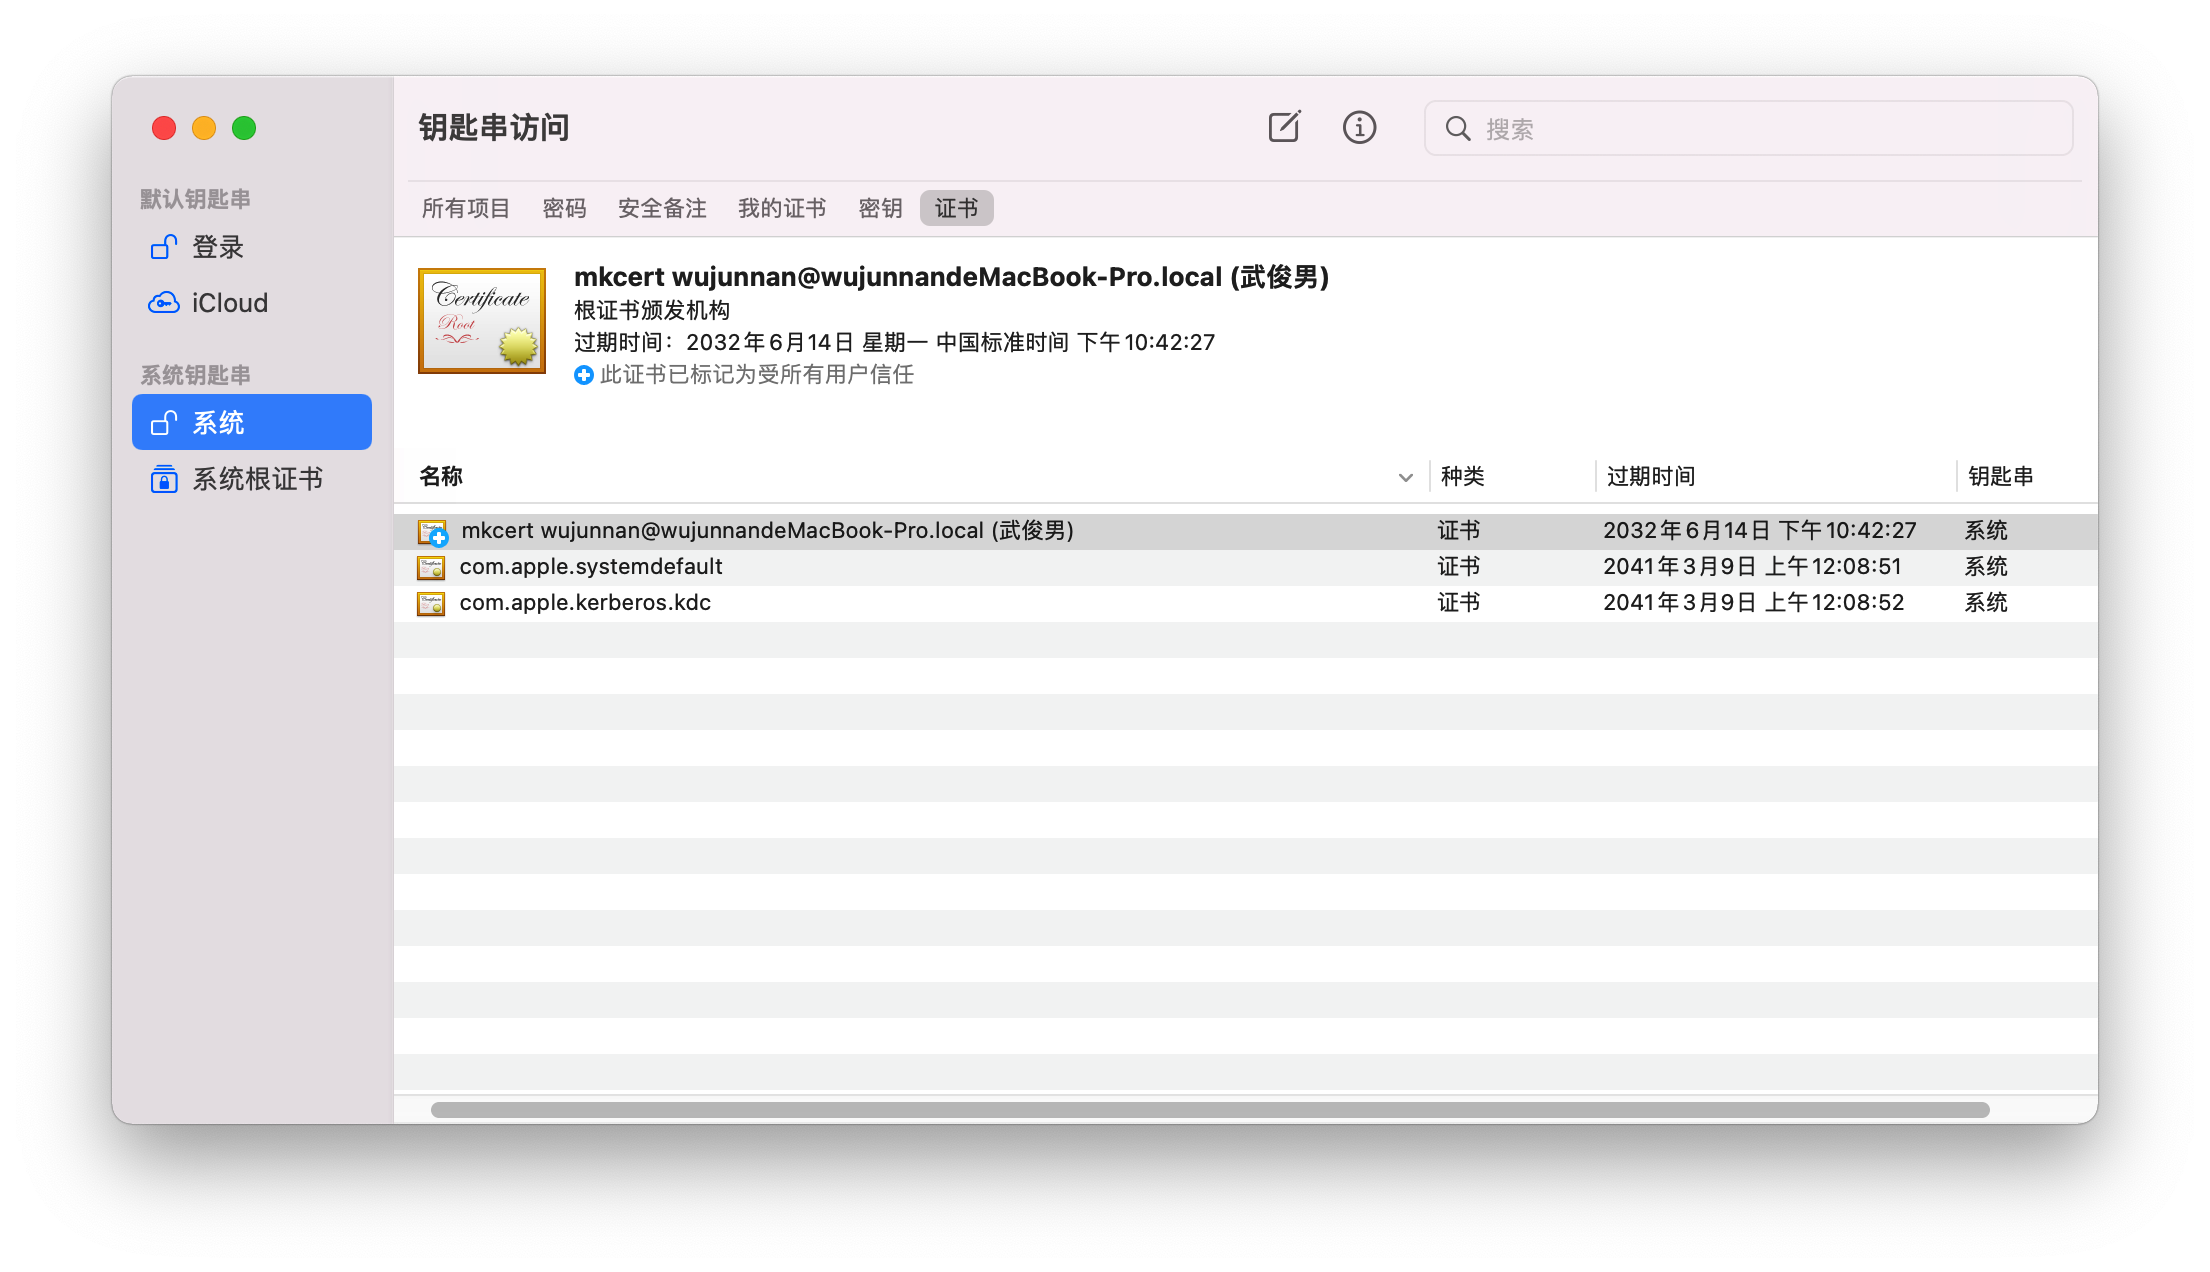 钥匙串访问
搜索
默认钥匙串
登录
iCloud
系统钥匙串
系统
系统根证书
所有项目 密码 安全备注 我的证书 密钥 证书
Certificate
Root
mkcert wujunnan@wujunnandeMacBook-Pro.local (武俊男)
根证书颁发机构
过期时间：2032年6月14日 星期一 中国标准时间 下午10:42:27
此证书已标记为受所有用户信任
名称 种类 过期时间 钥匙串
mkcert wujunnan@wujunnandeMacBook-Pro.local (武俊男) 证书 2032年6月14日 下午10:42:27 系统
com.apple.systemdefault 证书 2041年3月9日 上午12:08:51 系统
com.apple.kerberos.kdc 证书 2041年3月9日 上午12:08:52 系统